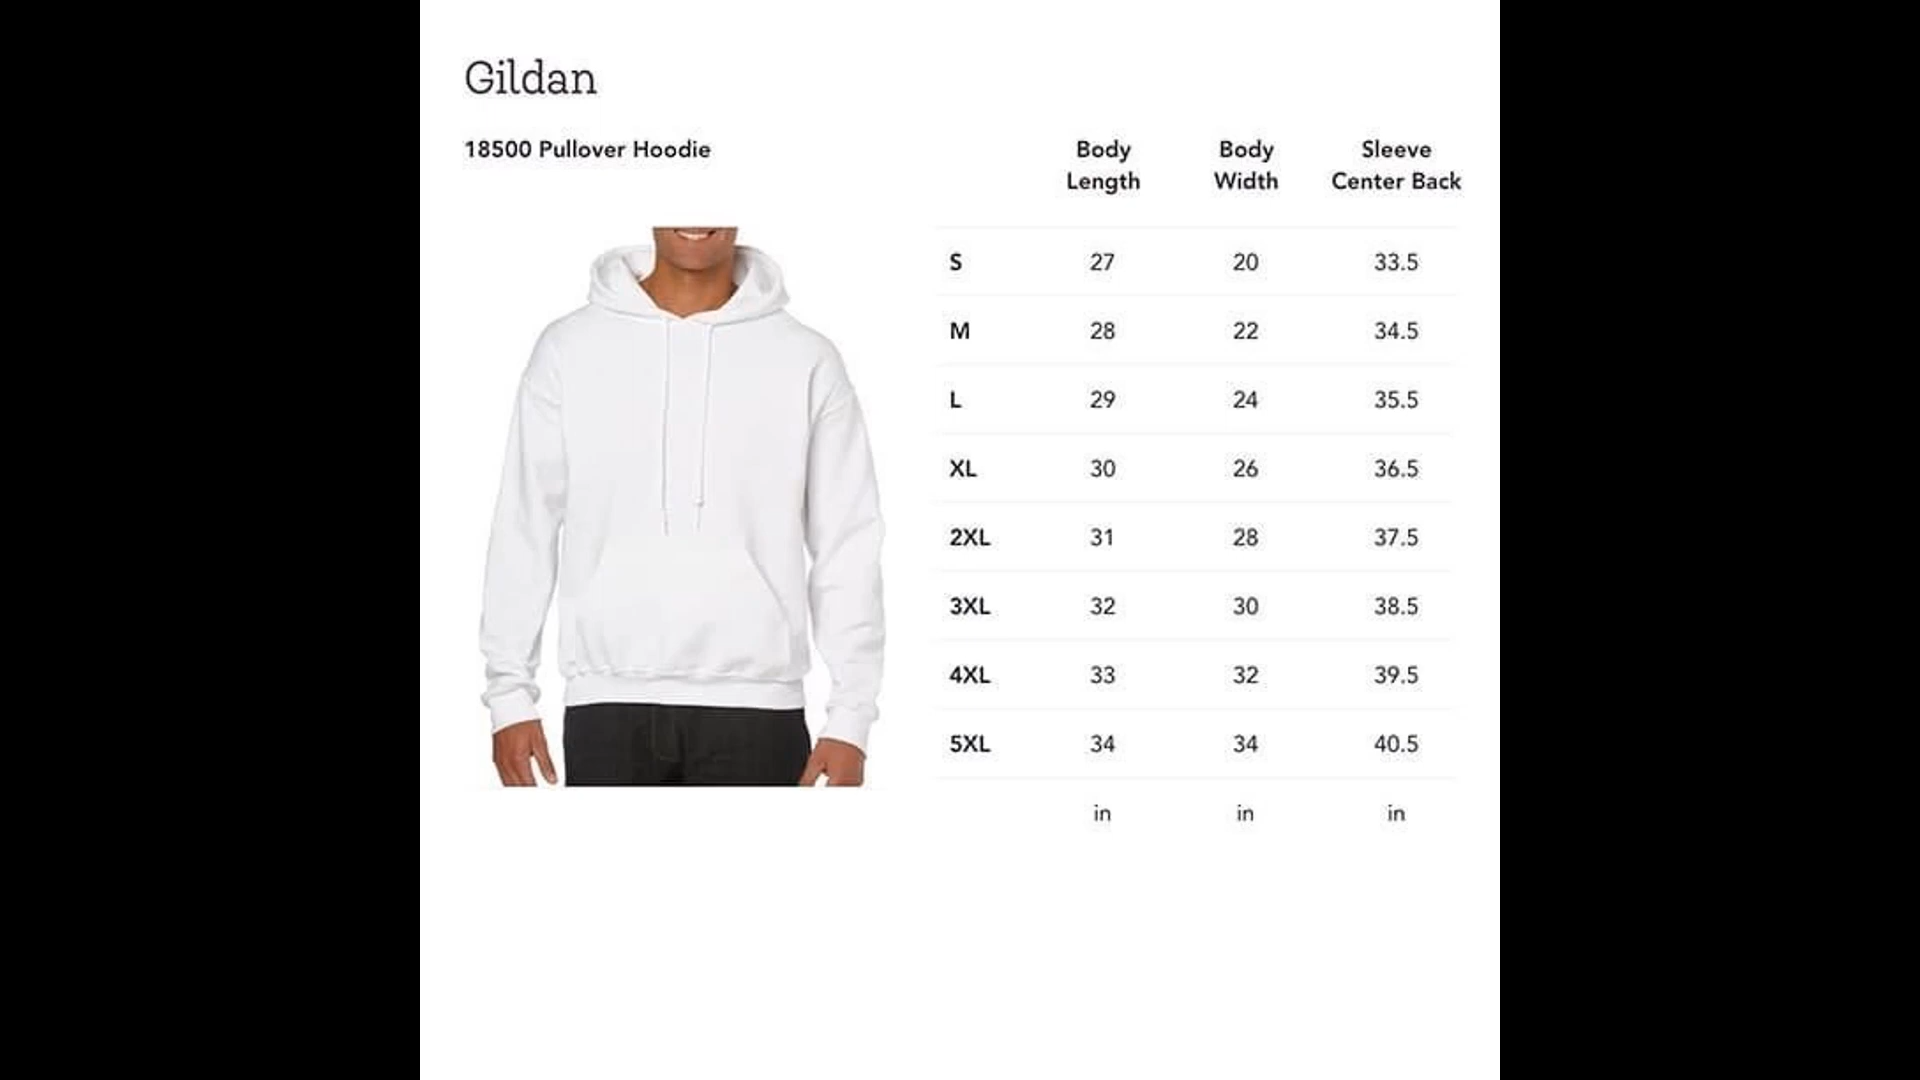 Gildan
18500 Pullover Hoodie
Body Length
Body Width
Sleeve Center Back
S 27 20 33.5
M 28 22 34.5
L 29 24 35.5
XL 30 26 36.5
2XL 31 28 37.5
3XL 32 30 38.5
4XL 33 32 39.5
5XL 34 34 40.5
in in in